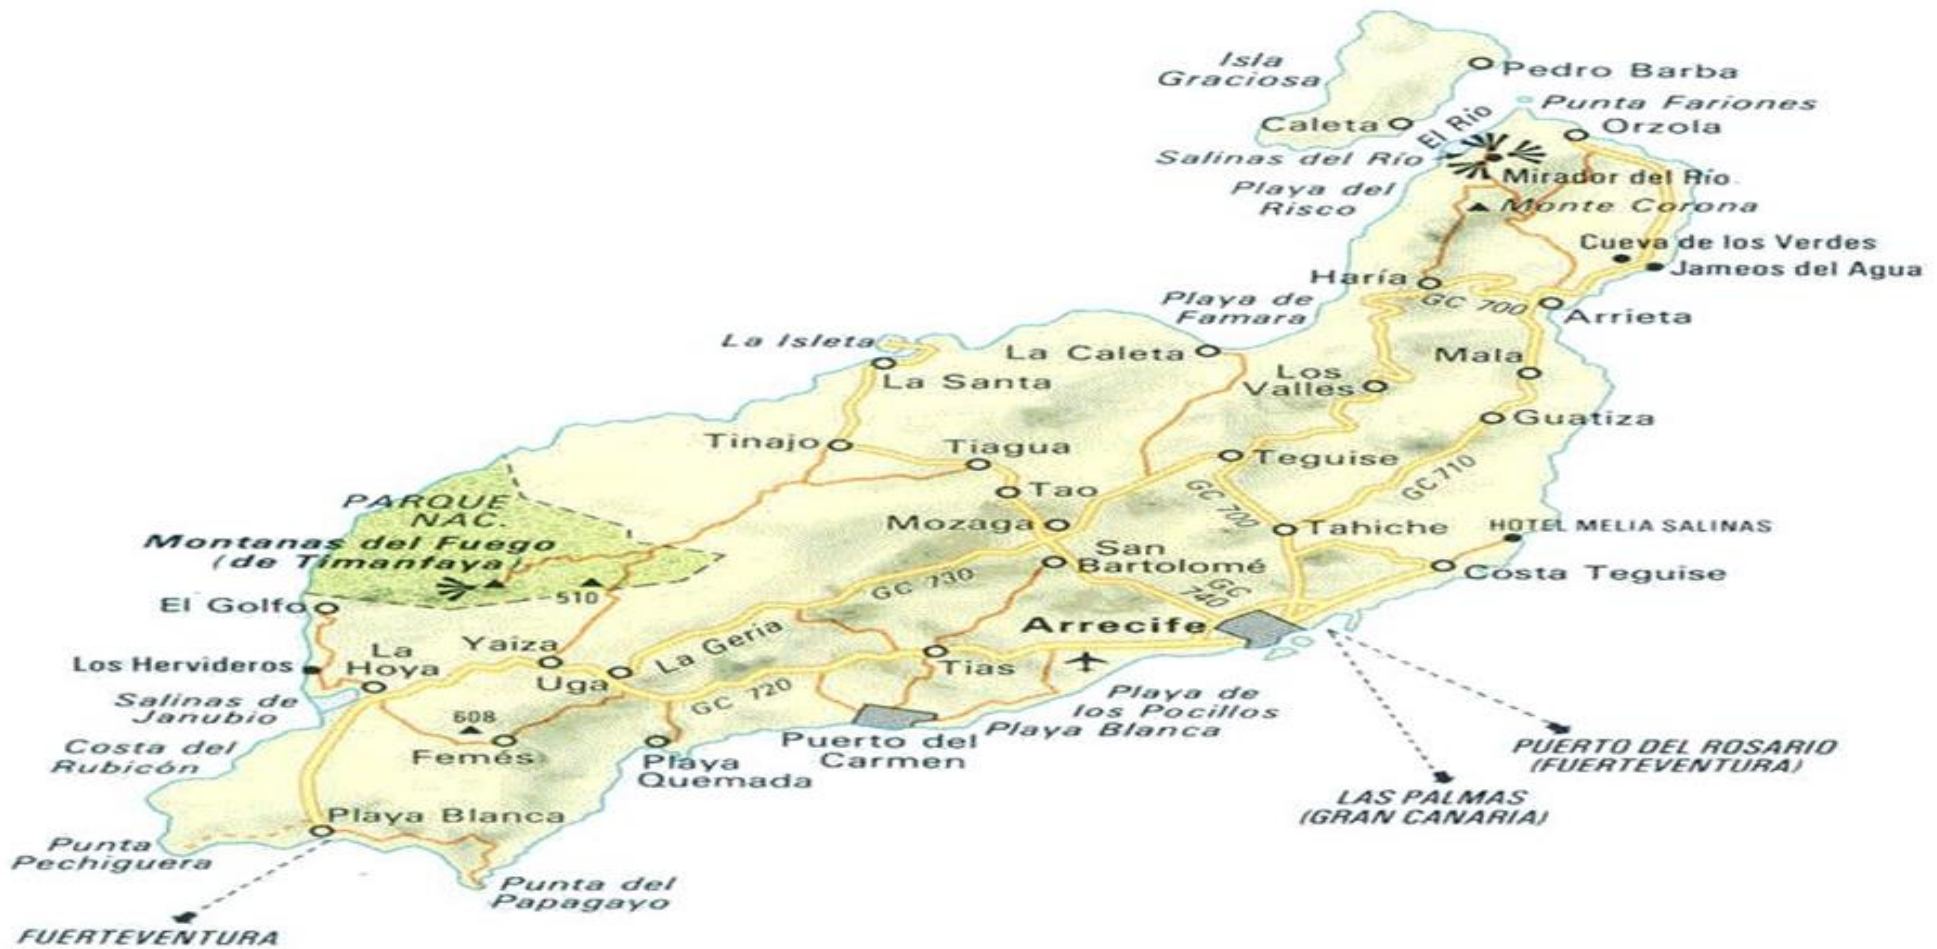 Isla
Graciosa
Pedro Barba
Punta Fariones
Caleta
El Río
Orzola
Salinas del Río
Mirador del Río
Playa del
Risco
Monte Corona
Cueva de los Verdes
Jameos del Agua
Haría
GC 700
Playa de
Famara
Arrieta
La Isleta
La Caleta
Mala
La Santa
Los
Valles
Guatiza
Tinajo
Tiagua
Teguise
GC 710
Tao
GC 700
PARQUE
NAC.
Mozaga
Tahiche
HOTEL MELIA SALINAS
Montanas del Fuego
(de Timanfaya)
San
Bartolomé
Costa Teguise
GC 730
GC
740
510
El Golfo
Arrecife
La Geria
Yaiza
La
Hoya
Los Hervideros
Uga
Tias
GC 720
Salinas de
Janubio
Playa de
los Pocillos
608
Playa Blanca
Femés
Puerto del
Carmen
Costa del
Rubicón
Playa
Quemada
PUERTO DEL ROSARIO
(FUERTEVENTURA)
LAS PALMAS
(GRAN CANARIA)
Playa Blanca
Punta
Pechiguera
Punta del
Papagayo
FUERTEVENTURA